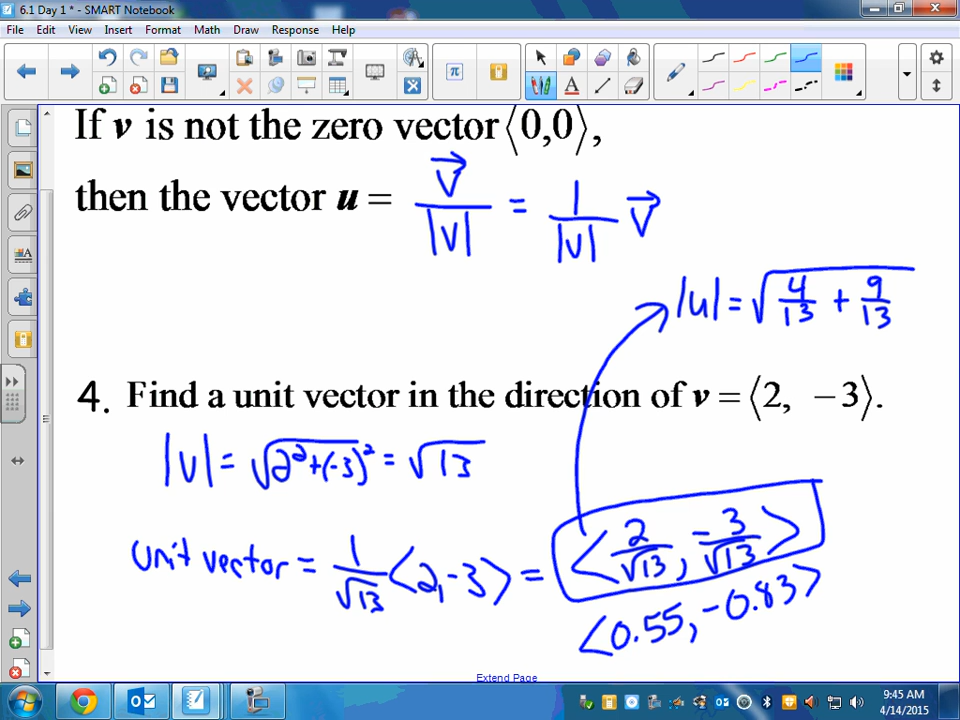 6.1 Day 1 * - SMART Notebook
File Edit View Insert Format Math Draw Response Help
If v is not the zero vector ⟨0,0⟩,
then the vector u = v⃗/|v| = 1/|v| v⃗
|u| = √(4/13 + 9/13)
4. Find a unit vector in the direction of v = ⟨2, −3⟩.
|v| = √(2² + (-3)²) = √13
unit vector = 1/√13 ⟨2, -3⟩ = ⟨2/√13, -3/√13⟩
⟨0.55, -0.83⟩
Extend Page
9:45 AM
4/14/2015